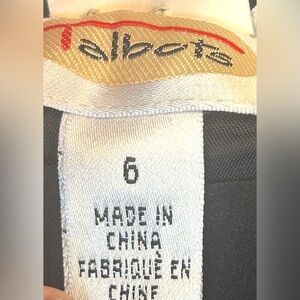 Talbots
6
MADE IN
CHINA
FABRIQUÈ EN
CHINE